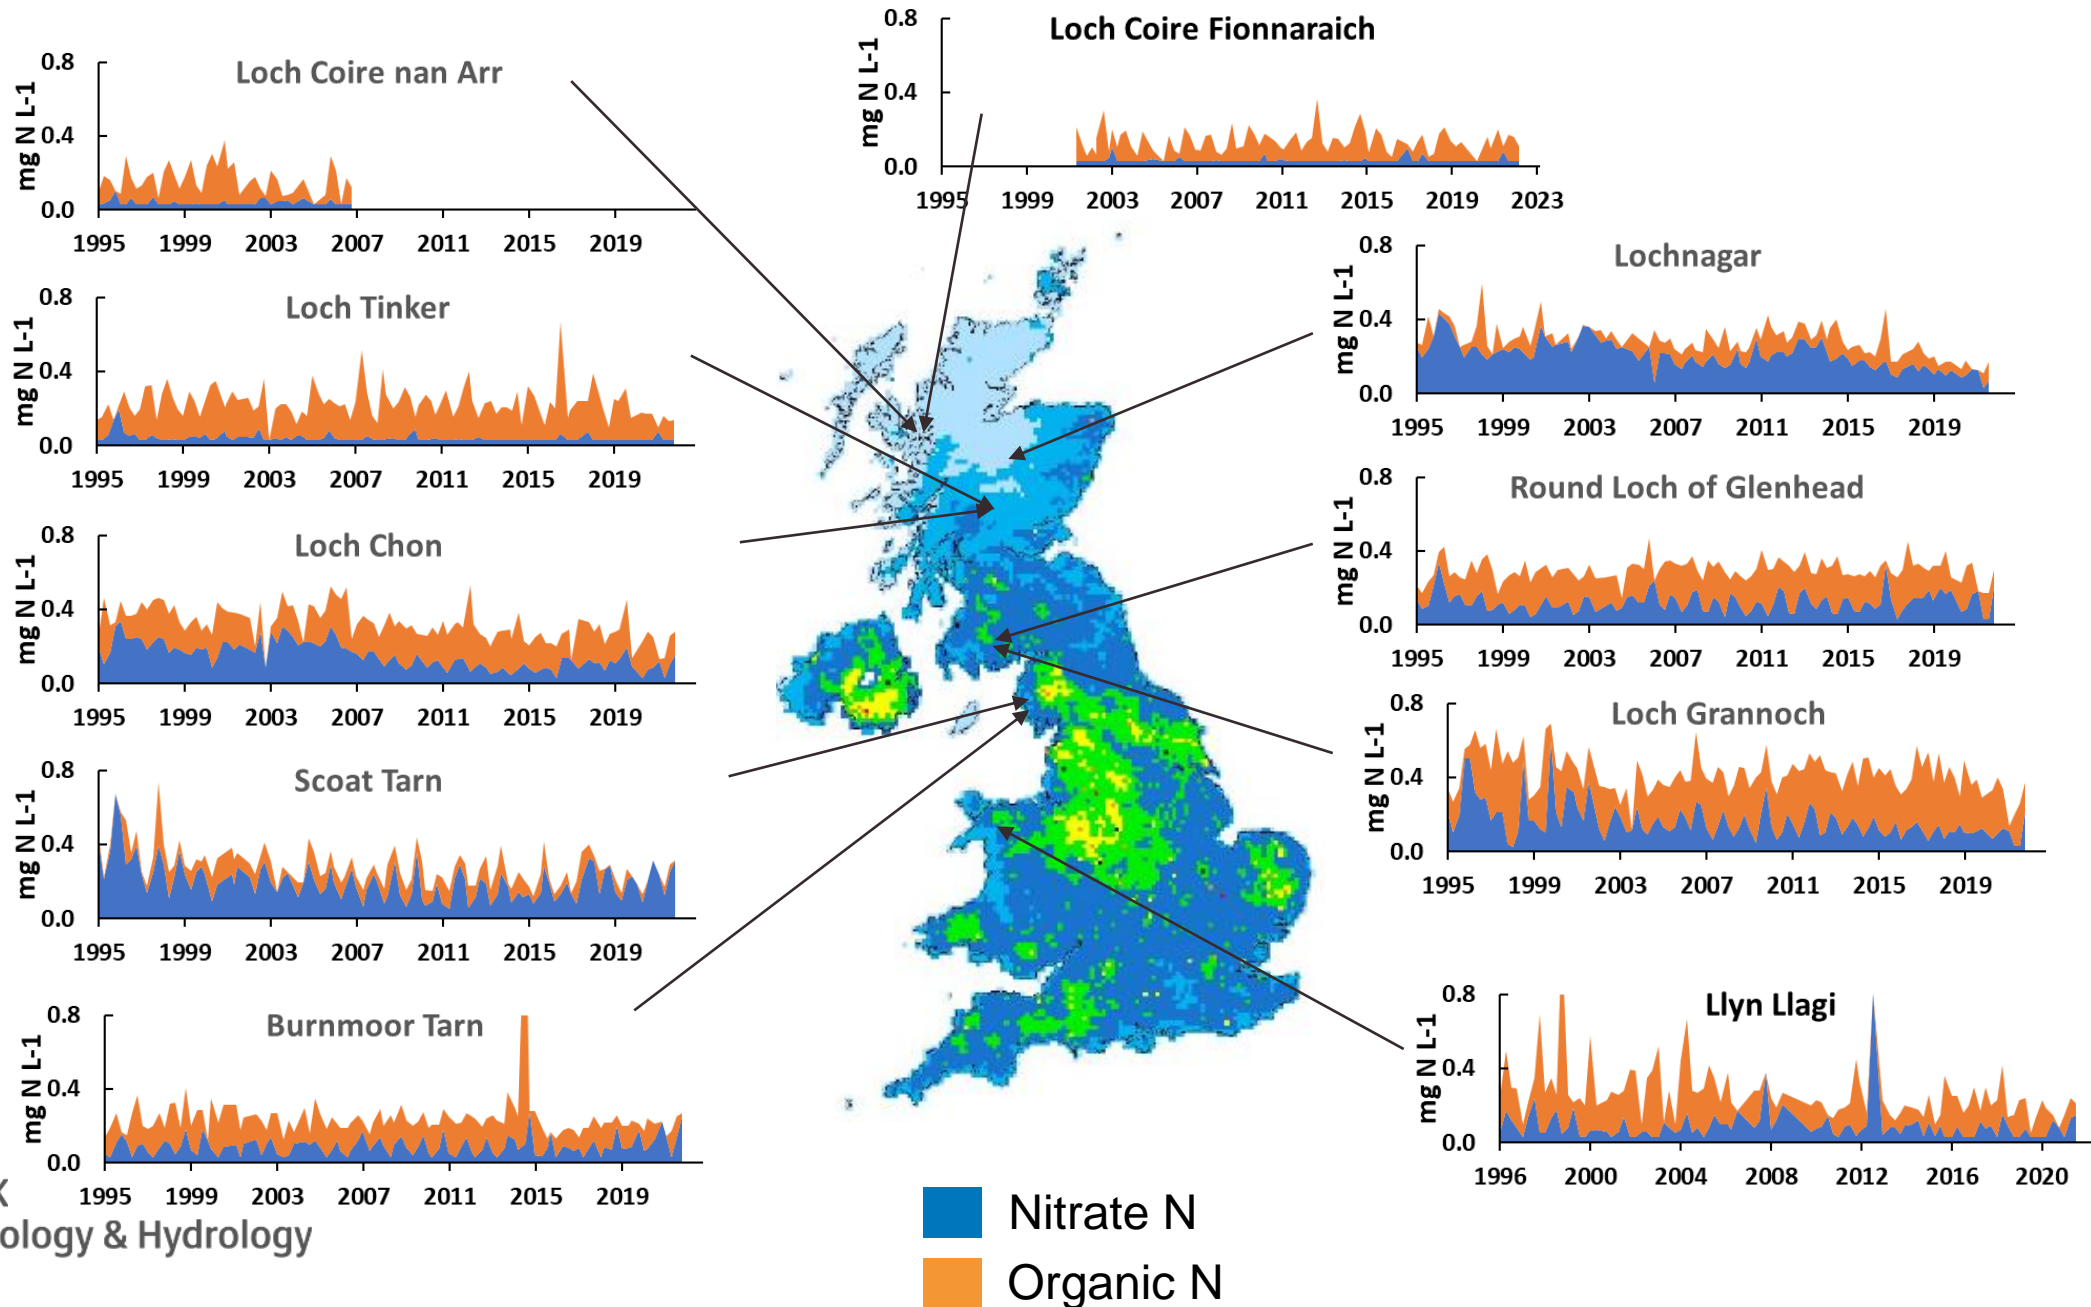 Loch Coire nan Arr
mg N L-1
0.8
0.4
0.0
1995 1999 2003 2007 2011 2015 2019
Loch Coire Fionnaraich
mg N L-1
0.8
0.4
0.0
1995 1999 2003 2007 2011 2015 2019 2023
Loch Tinker
mg N L-1
0.8
0.4
0.0
1995 1999 2003 2007 2011 2015 2019
Lochnagar
mg N L-1
0.8
0.4
0.0
1995 1999 2003 2007 2011 2015 2019
Loch Chon
mg N L-1
0.8
0.4
0.0
1995 1999 2003 2007 2011 2015 2019
Round Loch of Glenhead
mg N L-1
0.8
0.4
0.0
1995 1999 2003 2007 2011 2015 2019
Scoat Tarn
mg N L-1
0.8
0.4
0.0
1995 1999 2003 2007 2011 2015 2019
Loch Grannoch
mg N L-1
0.8
0.4
0.0
1995 1999 2003 2007 2011 2015 2019
Burnmoor Tarn
mg N L-1
0.8
0.4
0.0
1995 1999 2003 2007 2011 2015 2019
Llyn Llagi
mg N L-1
0.8
0.4
0.0
1996 2000 2004 2008 2012 2016 2020
ology & Hydrology
Nitrate N
Organic N